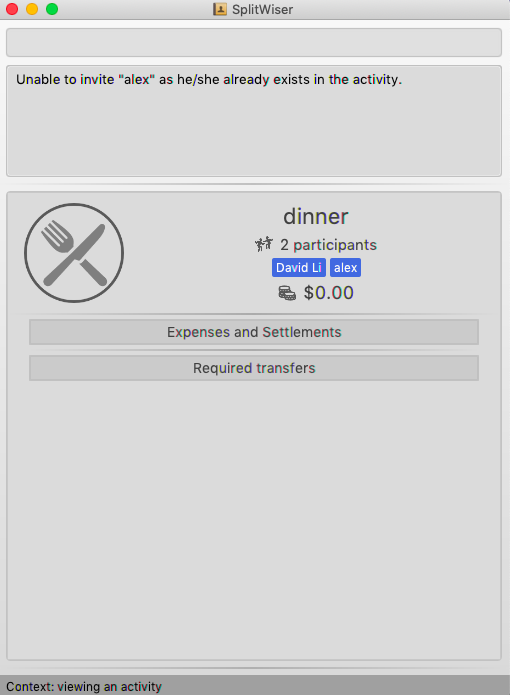 SplitWiser
Unable to invite "alex" as he/she already exists in the activity.
dinner
2 participants
David Li alex
$0.00
Expenses and Settlements
Required transfers
Context: viewing an activity